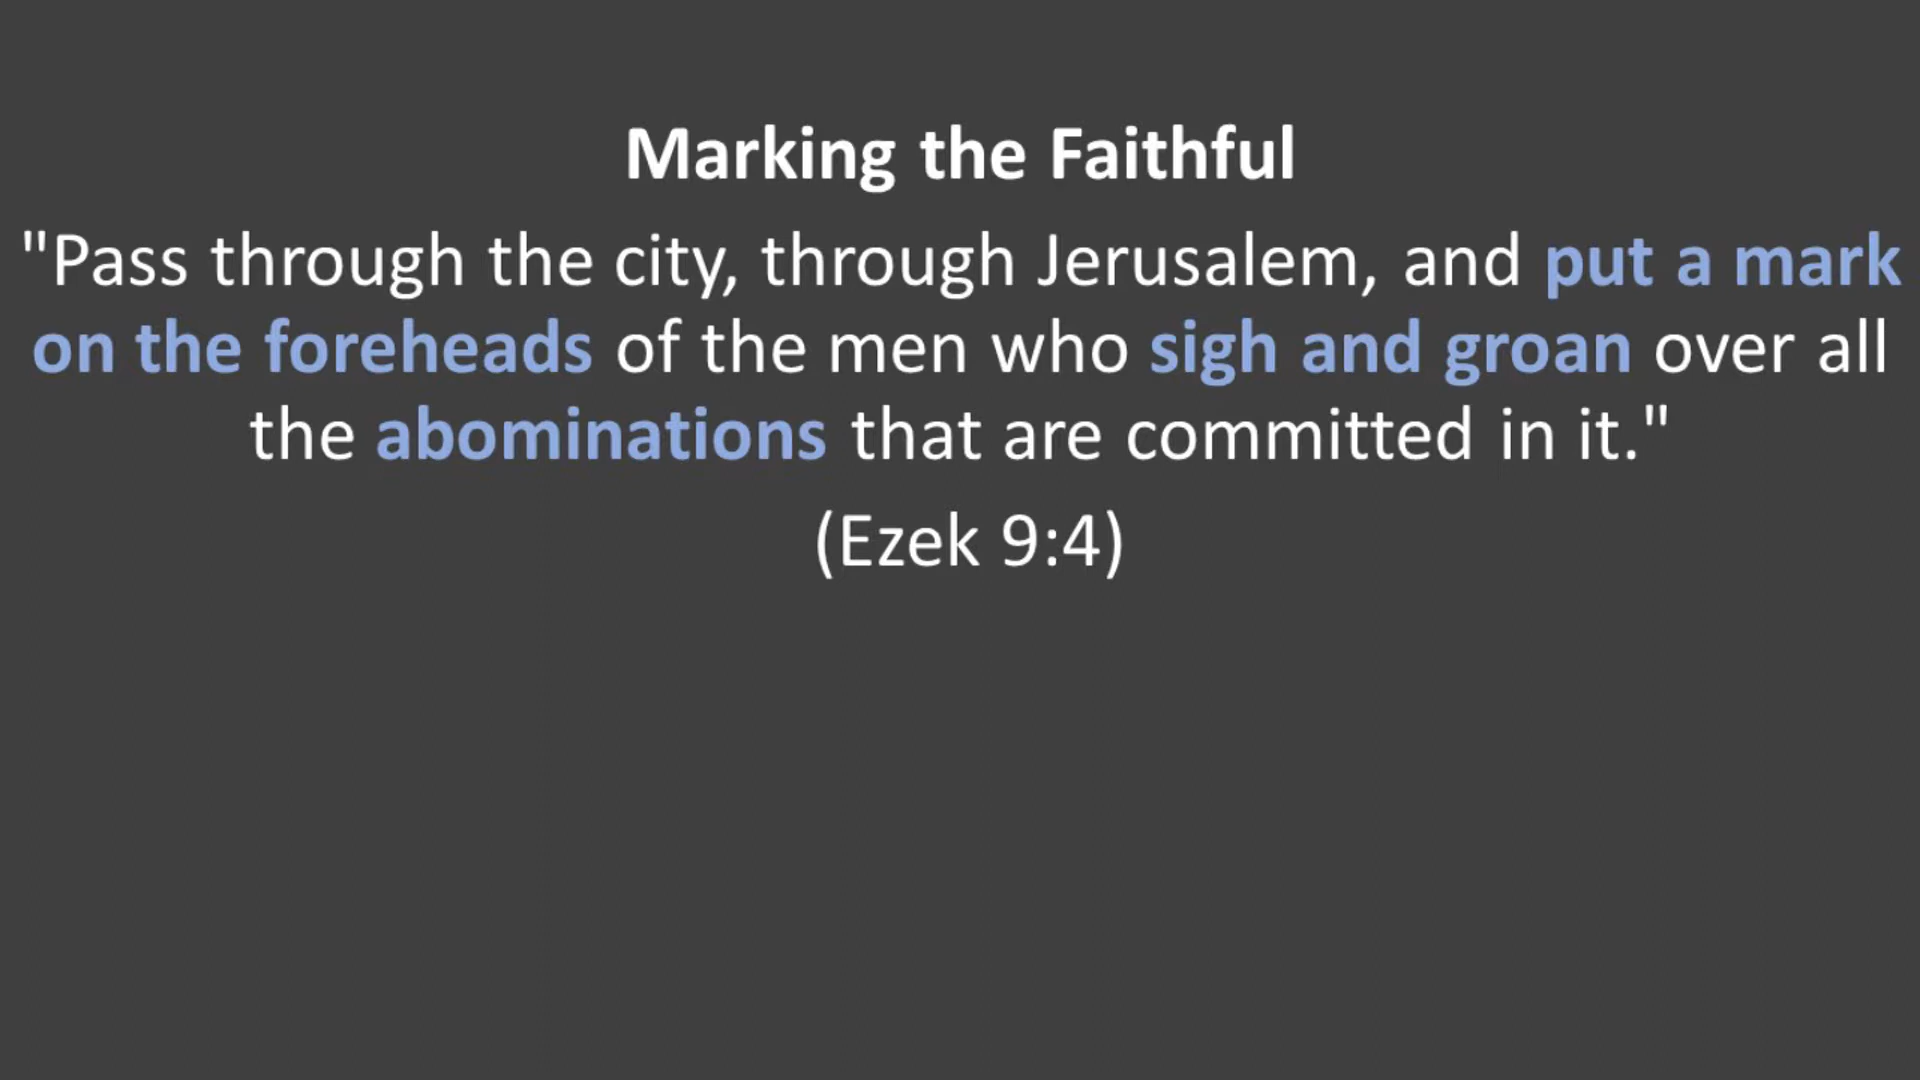 Marking the Faithful
"Pass through the city, through Jerusalem, and put a mark
on the foreheads of the men who sigh and groan over all
the abominations that are committed in it."
(Ezek 9:4)